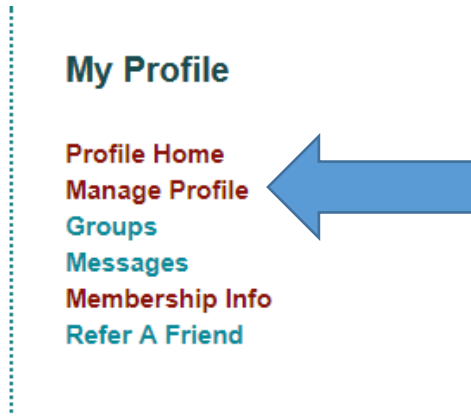 My Profile
Profile Home
Manage Profile
Groups
Messages
Membership Info
Refer A Friend